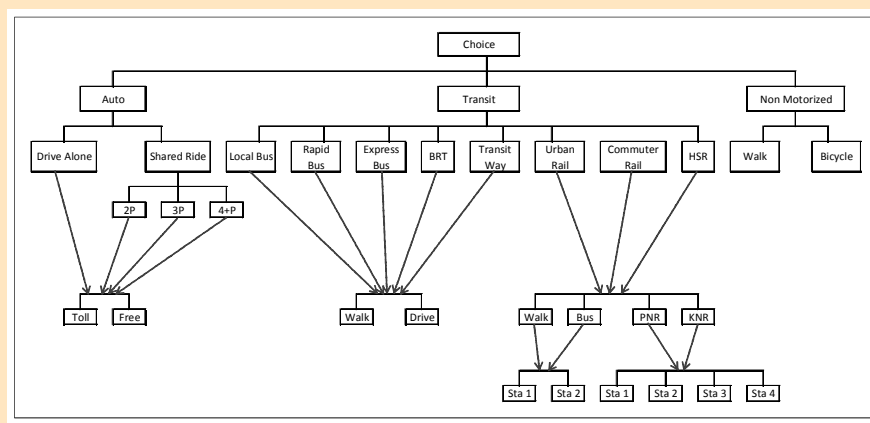 Choice
Auto
Transit
Non Motorized
Drive Alone
Shared Ride
Local Bus
Rapid
Bus
Express
Bus
BRT
Transit
Way
Urban
Rail
Commuter
Rail
HSR
Walk
Bicycle
2P
3P
4+P
Toll
Free
Walk
Drive
Walk
Bus
PNR
KNR
Sta 1
Sta 2
Sta 1
Sta 2
Sta 3
Sta 4